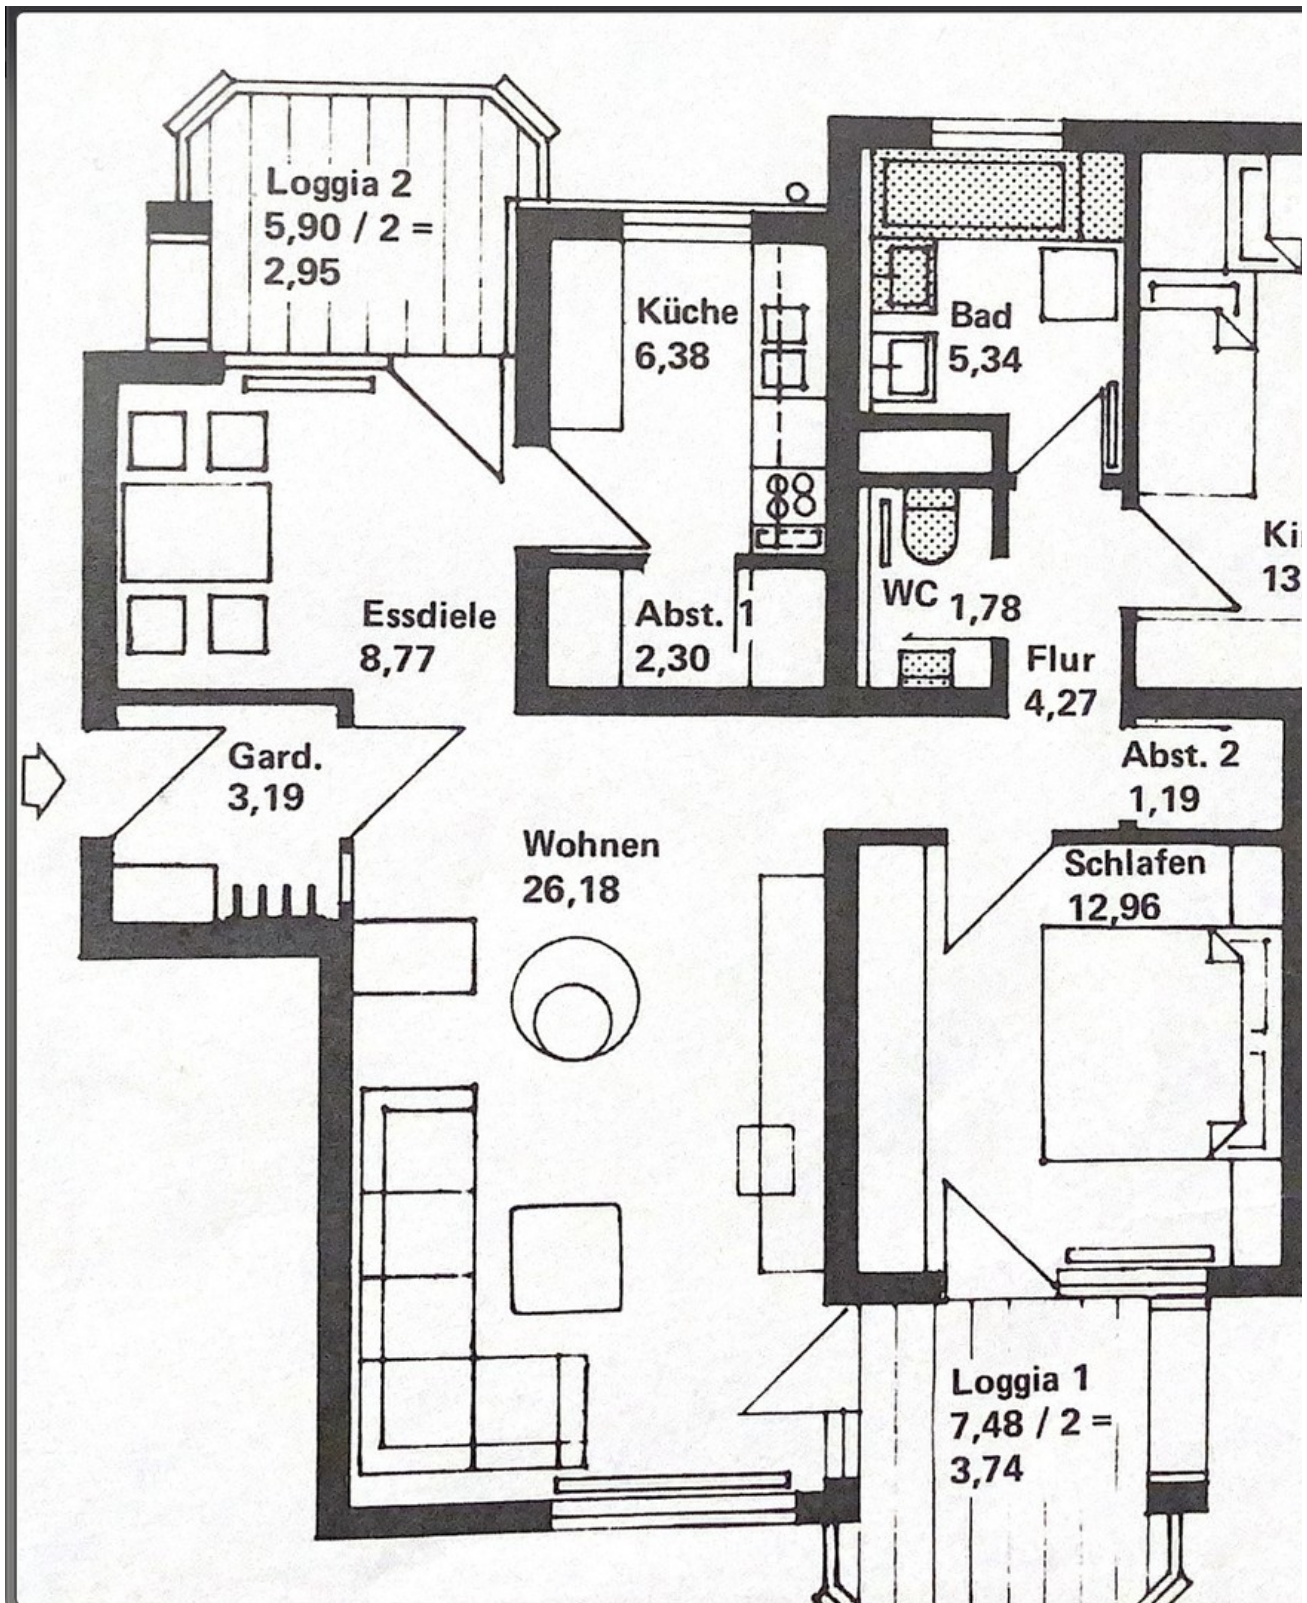 Loggia 2
5,90 / 2 =
2,95
Küche
6,38
Bad
5,34
Essdiele
8,77
Abst. 1
2,30
WC 1,78
Flur
4,27
Ki
13
Gard.
3,19
Abst. 2
1,19
Wohnen
26,18
Schlafen
12,96
Loggia 1
7,48 / 2 =
3,74